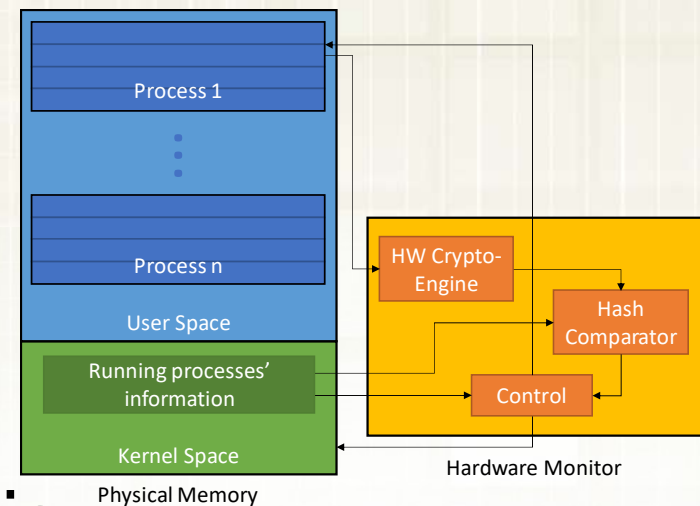 Process 1
Process n
User Space
Running processes’
information
Kernel Space
Physical Memory
HW Crypto-
Engine
Hash
Comparator
Control
Hardware Monitor